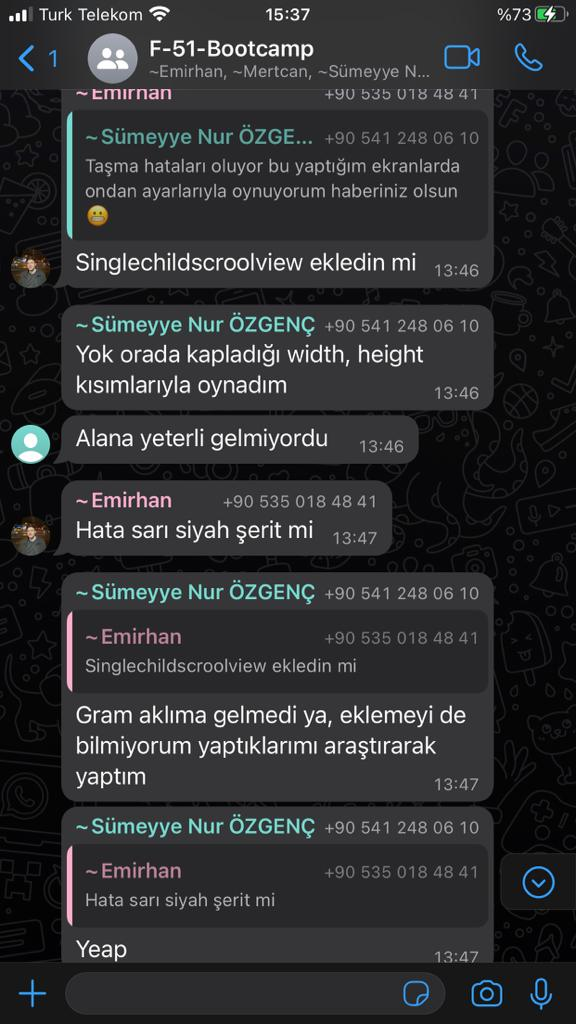 Turk Telekom 15:37 %73
1 F-51-Bootcamp
~Emirhan, ~Mertcan, ~Sümeyye N...
~Emirhan +90 535 018 48 41
~Sümeyye Nur ÖZGE... +90 541 248 06 10
Taşma hataları oluyor bu yaptığım ekranlarda
ondan ayarlarıyla oynuyorum haberiniz olsun
😬
Singlechildscroolview ekledin mi 13:46
~Sümeyye Nur ÖZGENÇ +90 541 248 06 10
Yok orada kapladığı width, height
kısımlarıyla oynadım 13:46
Alana yeterli gelmiyordu 13:46
~Emirhan +90 535 018 48 41
Hata sarı siyah şerit mi 13:47
~Sümeyye Nur ÖZGENÇ +90 541 248 06 10
~Emirhan +90 535 018 48 41
Singlechildscroolview ekledin mi
Gram aklıma gelmedi ya, eklemeyi de
bilmiyorum yaptıklarımı araştırarak
yaptım 13:47
~Sümeyye Nur ÖZGENÇ +90 541 248 06 10
~Emirhan +90 535 018 48 41
Hata sarı siyah şerit mi
Yeap 13:47